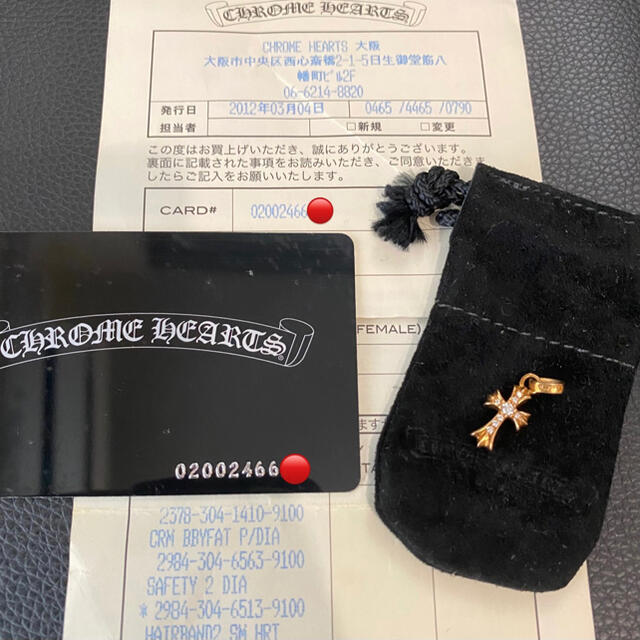 CHROME HEARTS
CHROME HEARTS 大阪
大阪市中央区西心斎橋2-1-5日生御堂筋八
幡町ビル2F
06-6214-8820
発行日 2012年03月04日 0465 /4465 /0790
担当者 □新規 □変更
この度はお買上げいただき、誠にありがとうございます。
裏面に記載された事項をお読みいただき、ご同意いただきま
したらご記入をお願いいたします。
CARD# 02002466
CHROME HEARTS
(FEMALE)
ます
02002466
2378-304-1410-9100
CRM BBYFAT P/DIA
2984-304-6563-9100
SAFETY 2 DIA
* 2984-304-6513-9100
HAIRBAND2 SW HRT